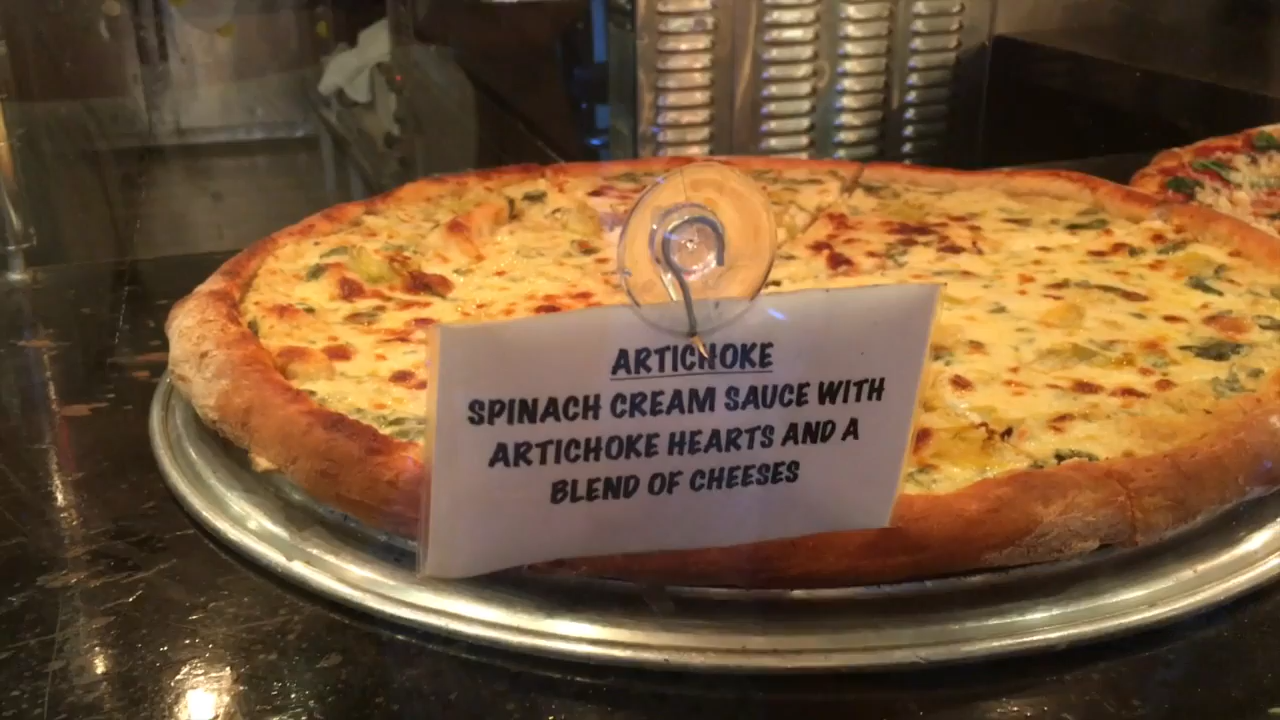 ARTICHOKE
SPINACH CREAM SAUCE WITH
ARTICHOKE HEARTS AND A
BLEND OF CHEESES